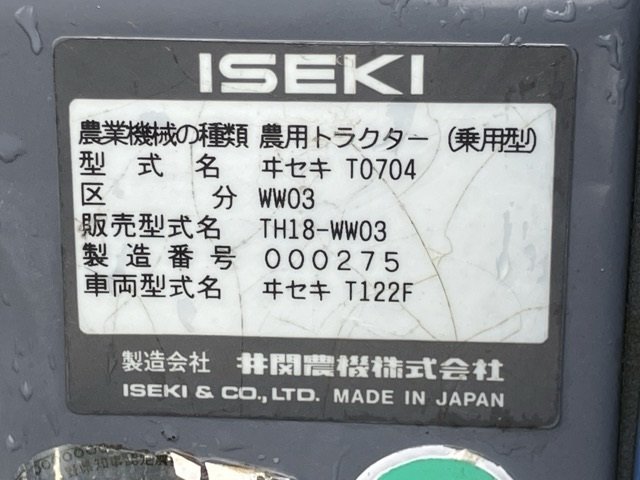 ISEKI
農業機械の種類 農用トラクター (乗用型)
型式名 ヰセキ T0704
区分 WW03
販売型式名 TH18-WW03
製造番号 000275
車両型式名 ヰセキ T122F
製造会社 井関農機株式会社
ISEKI & CO., LTD. MADE IN JAPAN